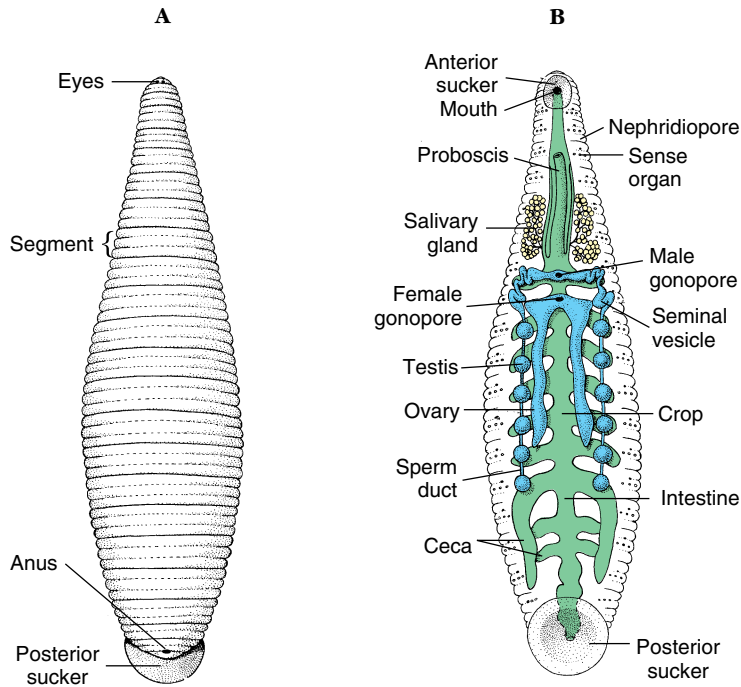 A
Eyes
Segment
Anus
Posterior
sucker
B
Anterior
sucker
Mouth
Nephridiopore
Proboscis
Sense
organ
Salivary
gland
Male
gonopore
Female
gonopore
Seminal
vesicle
Testis
Ovary
Crop
Sperm
duct
Intestine
Ceca
Posterior
sucker